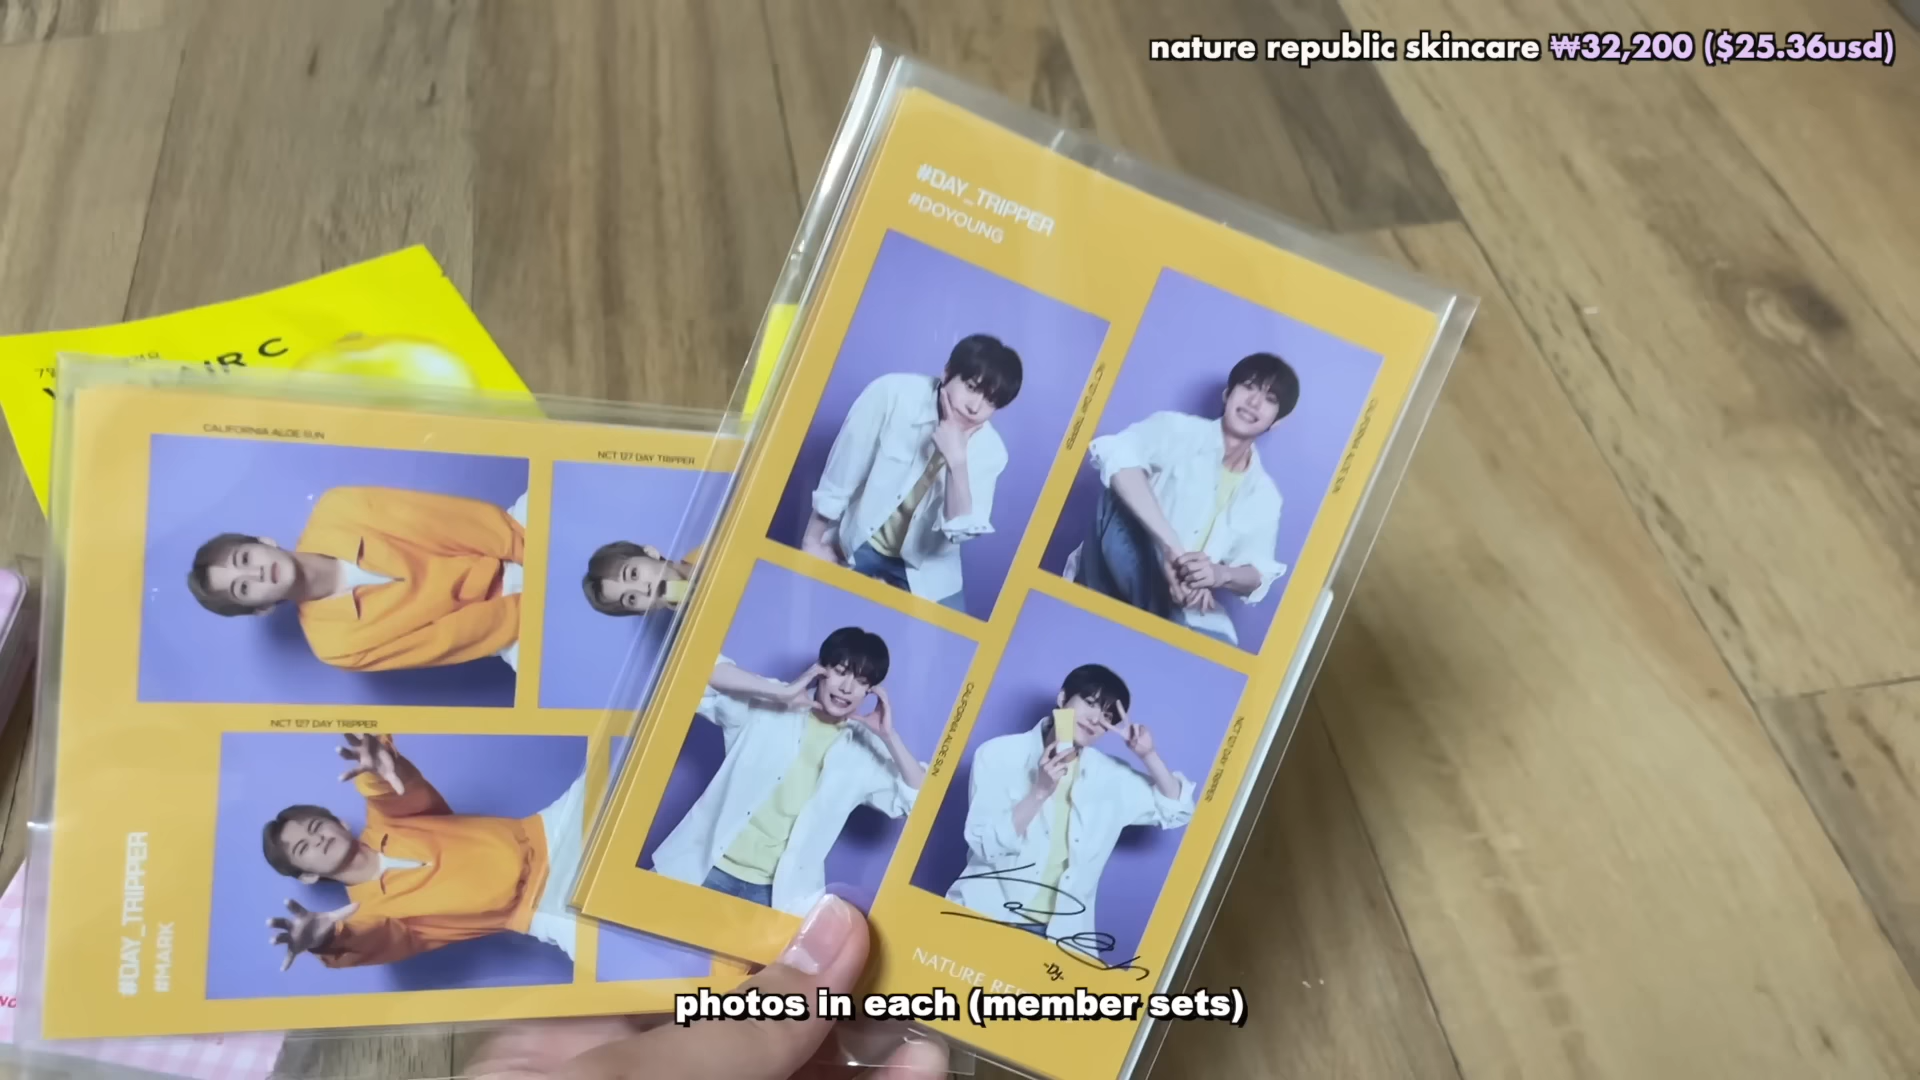 nature republic skincare ₩32,200 ($25.36usd)
#DAY_TRIPPER
#DOYOUNG
NCT 127 DAY TRIPPER
CALIFORNIA ALOE SUN
CALIFORNIA ALOE SUN
NCT 127 DAY TRIPPER
NATURE
-Dy-
AIR C
CALIFORNIA ALOE SUN
NCT 127 DAY TRIPPER
NCT 127 DAY TRIPPER
#DAY_TRIPPER
#MARK
photos in each (member sets)